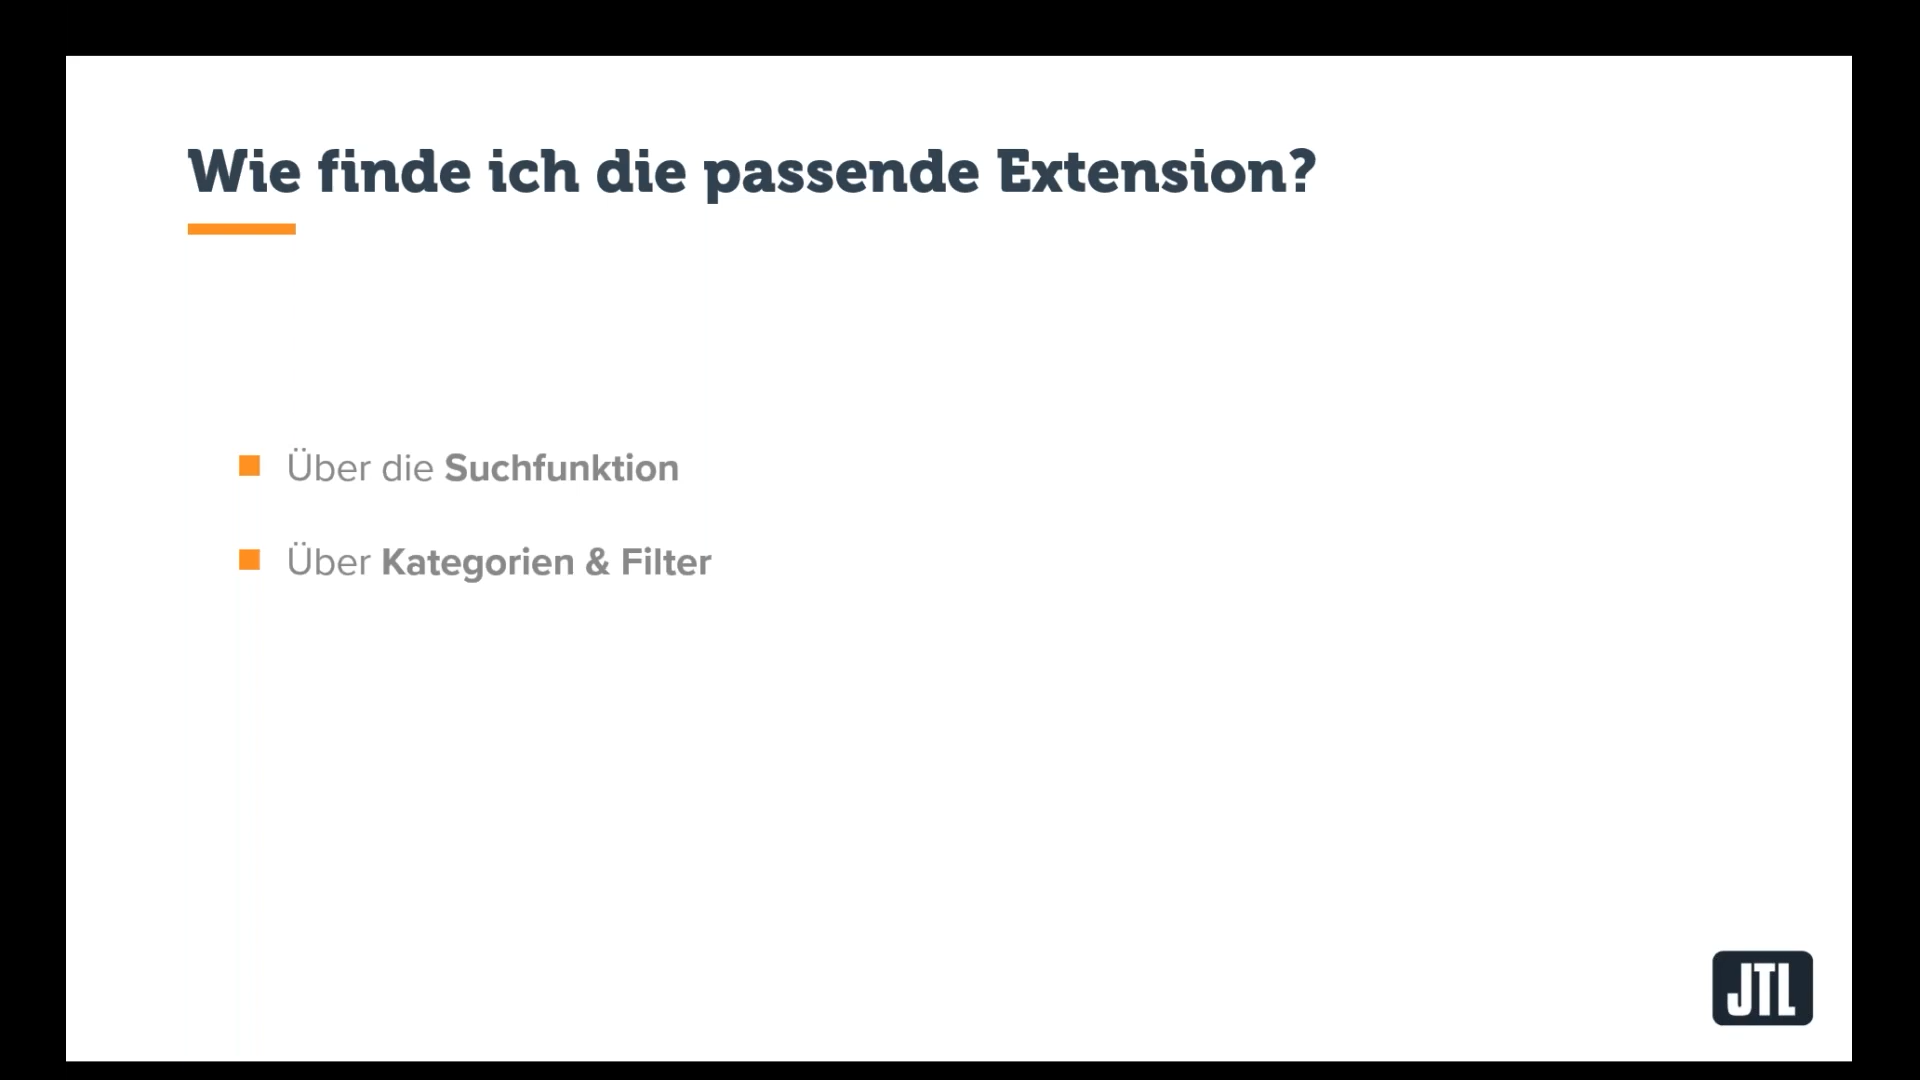 Wie finde ich die passende Extension?
Über die Suchfunktion
Über Kategorien & Filter
JTL